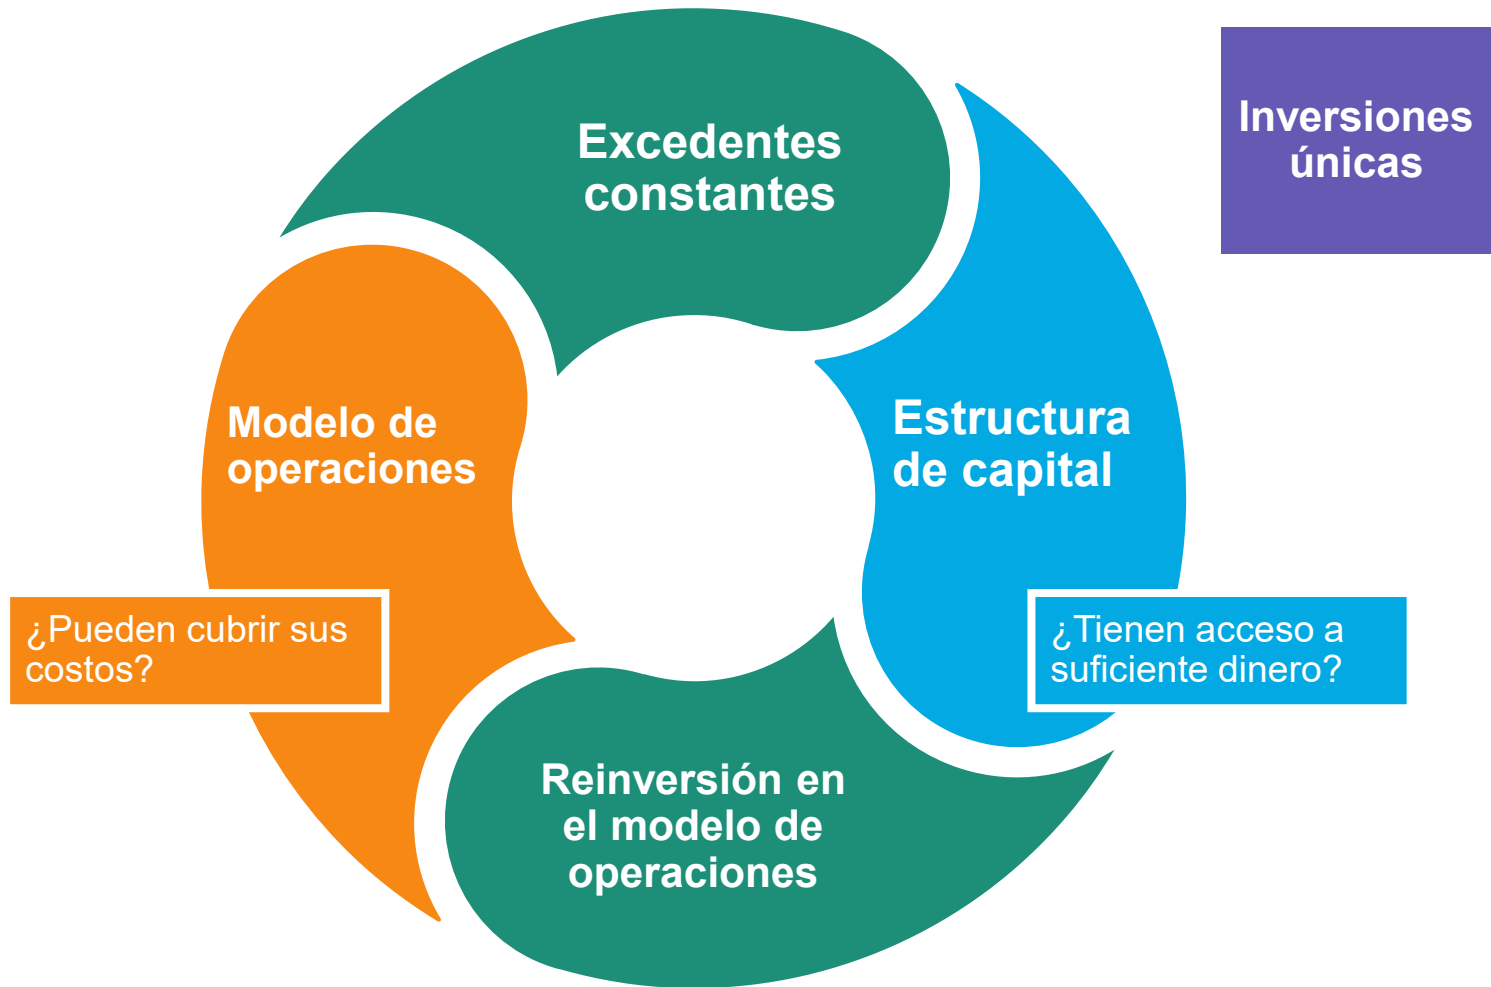 Excedentes
constantes
Inversiones
únicas
Modelo de
operaciones
Estructura
de capital
¿Pueden cubrir sus
costos?
¿Tienen acceso a
suficiente dinero?
Reinversión en
el modelo de
operaciones